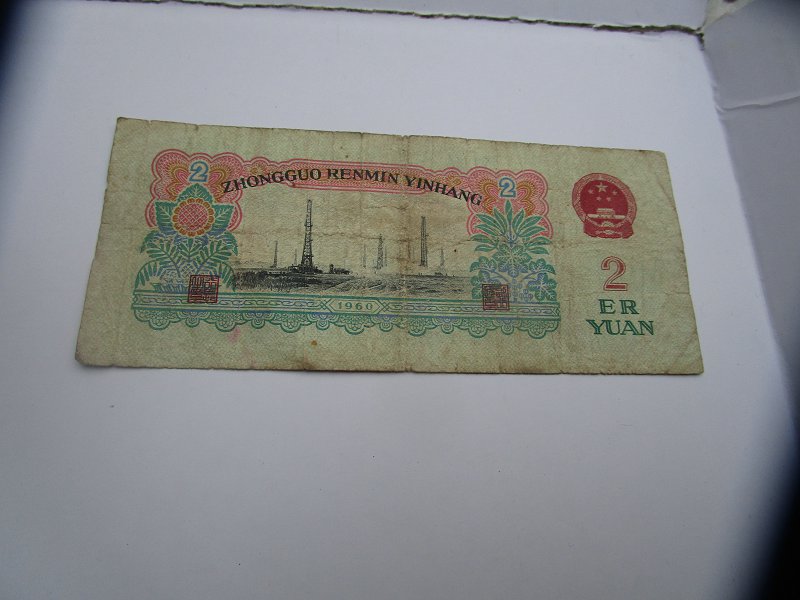 2
2
ZHONGGUO RENMIN YINHANG
1960
2
ER
YUAN